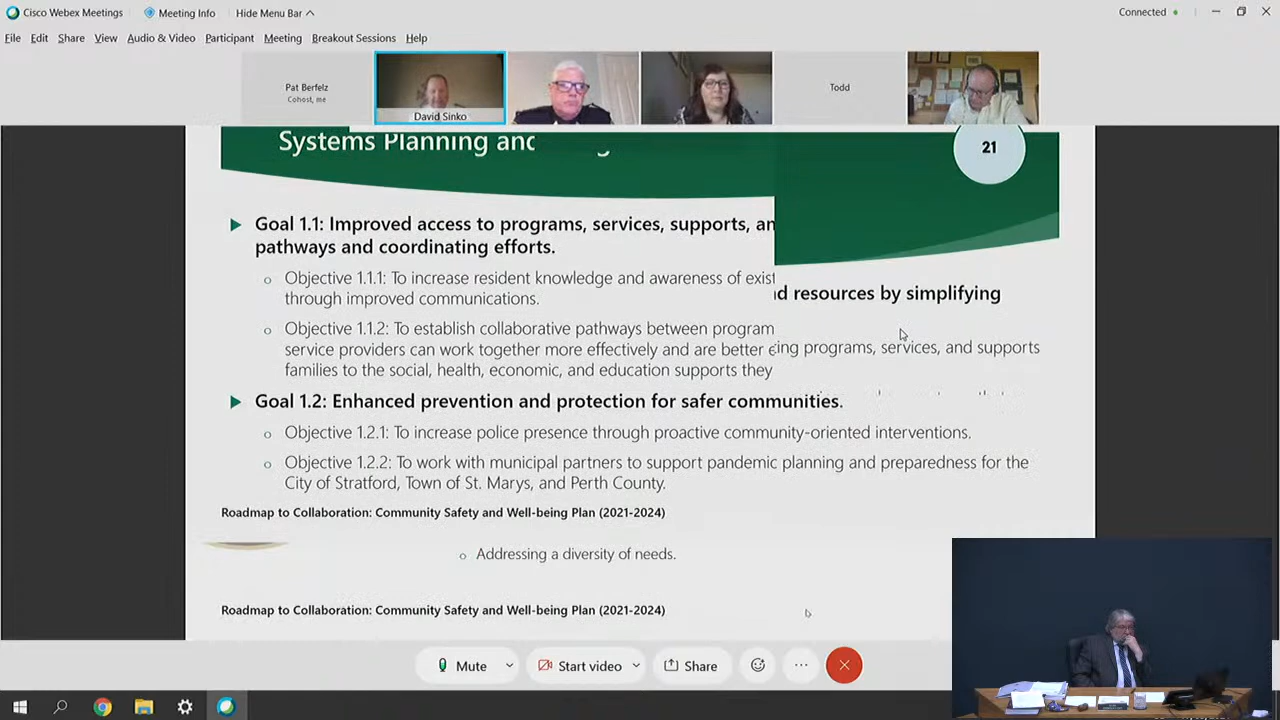 Cisco Webex Meetings
Meeting Info
Hide Menu Bar
Connected
File Edit Share View Audio & Video Participant Meeting Breakout Sessions Help
Pat Berfelz
Cohost, me
David Sinko
Todd
Systems Planning and
21
Goal 1.1: Improved access to programs, services, supports, an
pathways and coordinating efforts.
Objective 1.1.1: To increase resident knowledge and awareness of exist
through improved communications.
d resources by simplifying
Objective 1.1.2: To establish collaborative pathways between program
service providers can work together more effectively and are better
ing programs, services, and supports
families to the social, health, economic, and education supports they
Goal 1.2: Enhanced prevention and protection for safer communities.
Objective 1.2.1: To increase police presence through proactive community-oriented interventions.
Objective 1.2.2: To work with municipal partners to support pandemic planning and preparedness for the
City of Stratford, Town of St. Marys, and Perth County.
Roadmap to Collaboration: Community Safety and Well-being Plan (2021-2024)
Addressing a diversity of needs.
Roadmap to Collaboration: Community Safety and Well-being Plan (2021-2024)
Mute
Start video
Share